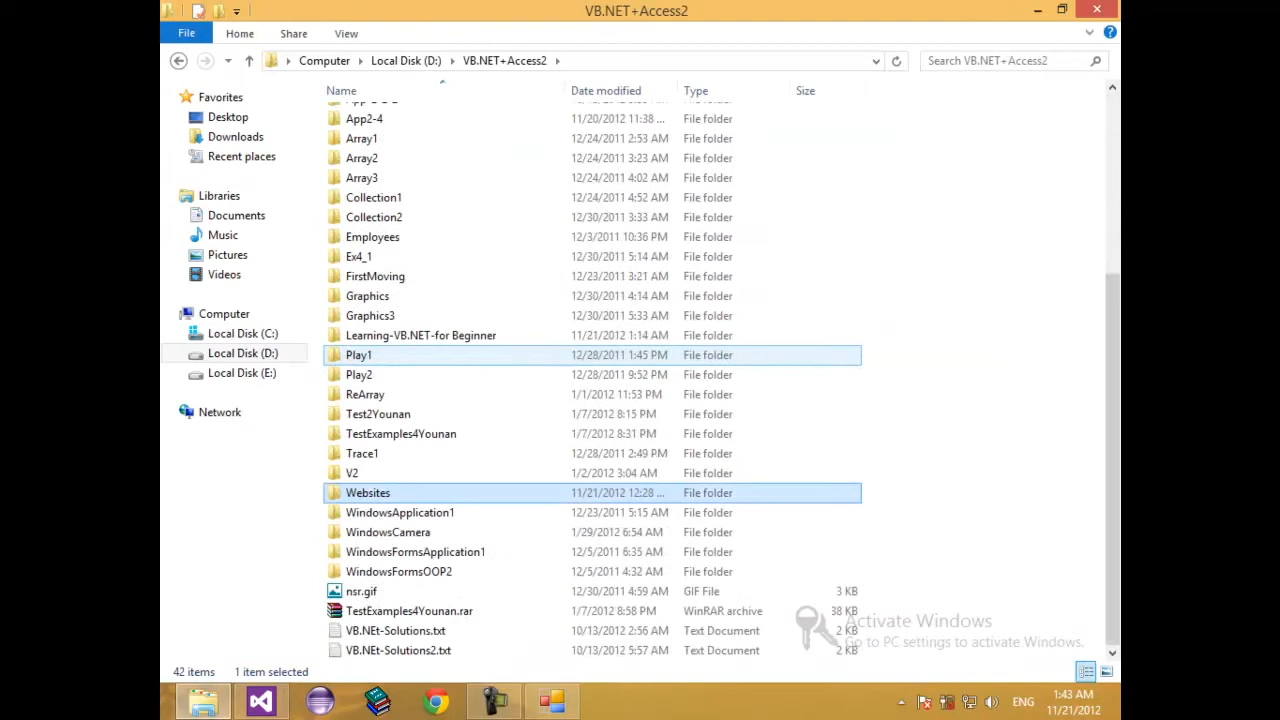 VB.NET+Access2
File Home Share View
Computer Local Disk (D:) VB.NET+Access2 Search VB.NET+Access2
Name Date modified Type Size
Favorites
Desktop
Downloads
Recent places
Libraries
Documents
Music
Pictures
Videos
Computer
Local Disk (C:)
Local Disk (D:)
Local Disk (E:)
Network
App2-4 11/20/2012 11:38 ... File folder
Array1 12/24/2011 2:53 AM File folder
Array2 12/24/2011 3:23 AM File folder
Array3 12/24/2011 4:02 AM File folder
Collection1 12/24/2011 4:52 AM File folder
Collection2 12/30/2011 3:33 AM File folder
Employees 12/3/2011 10:36 PM File folder
Ex4_1 12/30/2011 5:14 AM File folder
FirstMoving 12/23/2011 3:21 AM File folder
Graphics 12/30/2011 4:14 AM File folder
Graphics3 12/30/2011 5:33 AM File folder
Learning-VB.NET-for Beginner 11/21/2012 1:14 AM File folder
Play1 12/28/2011 1:45 PM File folder
Play2 12/28/2011 9:52 PM File folder
ReArray 1/1/2012 11:53 PM File folder
Test2Younan 1/7/2012 8:15 PM File folder
TestExamples4Younan 1/7/2012 8:31 PM File folder
Trace1 12/28/2011 2:49 PM File folder
V2 1/2/2012 3:04 AM File folder
Websites 11/21/2012 12:28 ... File folder
WindowsApplication1 12/23/2011 5:15 AM File folder
WindowsCamera 1/29/2012 6:54 AM File folder
WindowsFormsApplication1 12/5/2011 6:35 AM File folder
WindowsFormsOOP2 12/5/2011 4:32 AM File folder
nsr.gif 12/30/2011 4:59 AM GIF File 3 KB
TestExamples4Younan.rar 1/7/2012 8:58 PM WinRAR archive 38 KB
VB.NEt-Solutions.txt 10/13/2012 2:56 AM Text Document 2 KB
VB.NEt-Solutions2.txt 10/13/2012 5:57 AM Text Document 2 KB
Activate Windows
Go to PC settings to activate Windows.
42 items 1 item selected
ENG 1:43 AM
11/21/2012